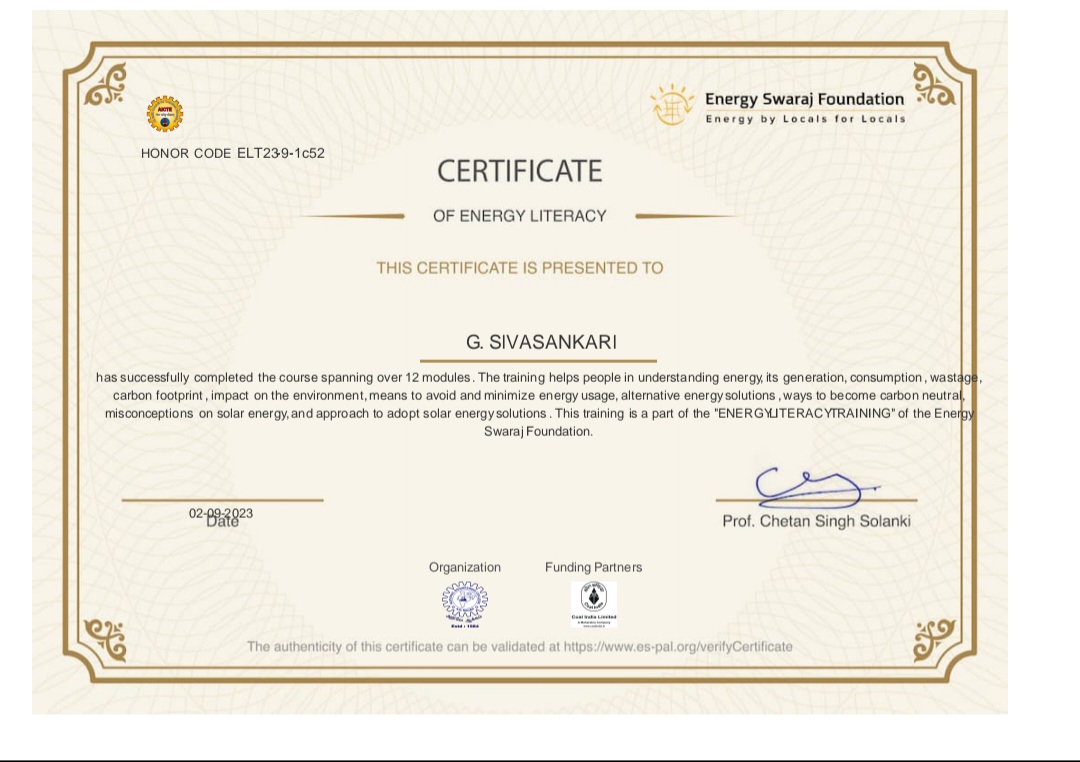 AICTE
Energy Swaraj Foundation
Energy by Locals for Locals
HONOR CODE ELT239-1c52
CERTIFICATE
OF ENERGY LITERACY
THIS CERTIFICATE IS PRESENTED TO
G. SIVASANKARI
has successfully completed the course spanning over 12 modules. The training helps people in understanding energy, its generation, consumption, wastage,
carbon footprint, impact on the environment, means to avoid and minimize energy usage, alternative energy solutions, ways to become carbon neutral,
misconceptions on solar energy, and approach to adopt solar energy solutions. This training is a part of the "ENERGYLITERACYTRAINING" of the Energy
Swaraj Foundation.
02-09-2023
Date
Prof. Chetan Singh Solanki
Organization
Funding Partners
Coal India Limited
The authenticity of this certificate can be validated at https://www.es-pal.org/verifyCertificate